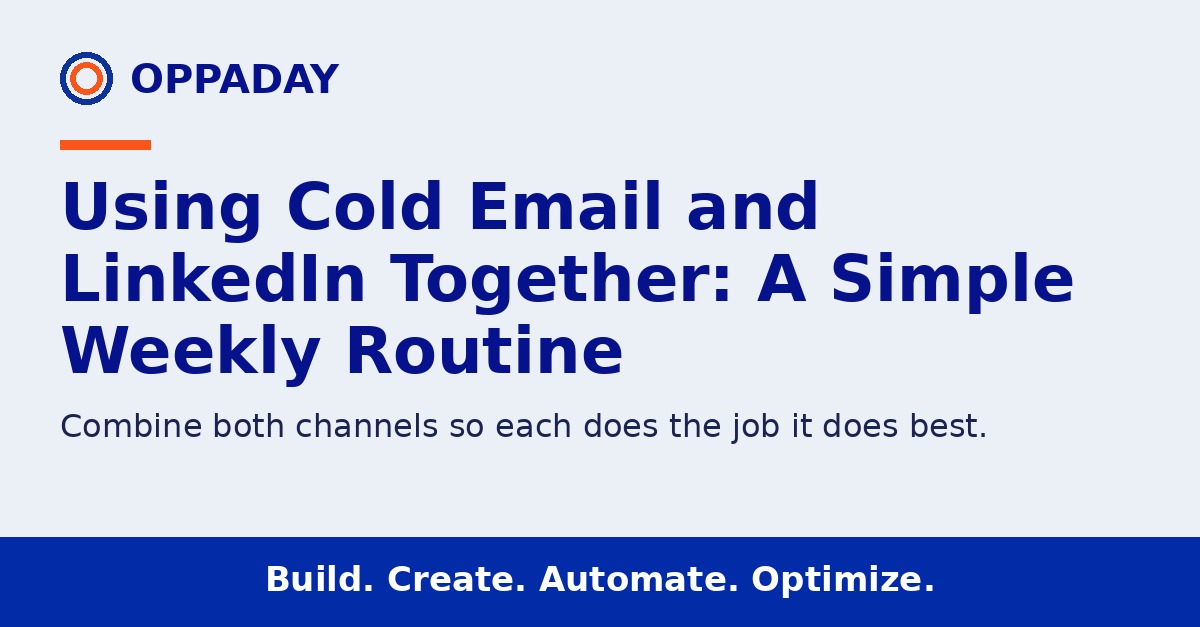 OPPADAY
Using Cold Email and
LinkedIn Together: A Simple
Weekly Routine
Combine both channels so each does the job it does best.
Build. Create. Automate. Optimize.